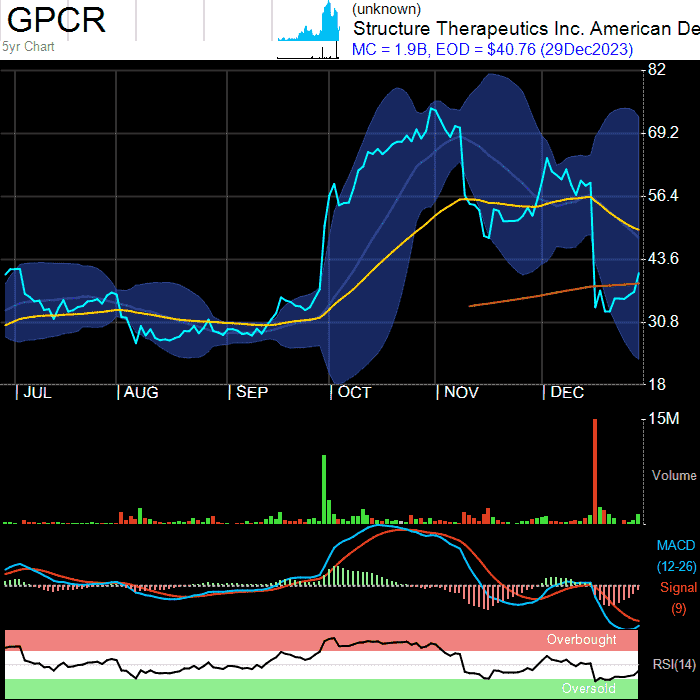 GPCR
5yr Chart
(unknown)
Structure Therapeutics Inc. American De
MC = 1.9B, EOD = $40.76 (29Dec2023)
82
69.2
56.4
43.6
30.8
18
JUL AUG SEP OCT NOV DEC
15M
Volume
MACD
(12-26)
Signal
(9)
Overbought
RSI(14)
Oversold